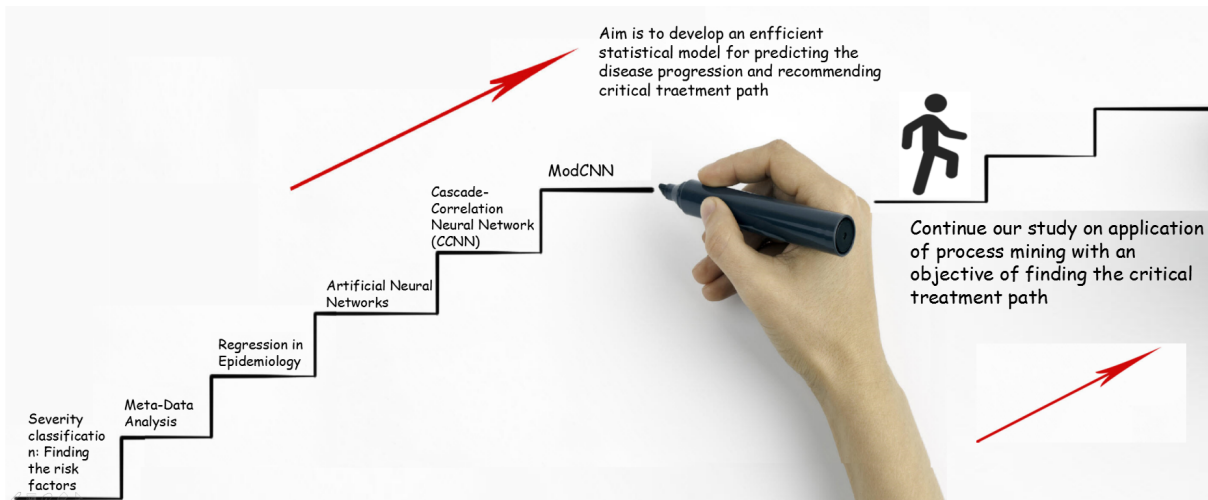 Aim is to develop an enfficient
statistical model for predicting the
disease progression and recommending
critical traetment path
ModCNN
Cascade-
Correlation
Neural Network
(CCNN)
Artificial Neural
Networks
Regression in
Epidemiology
Meta-Data
Analysis
Severity
classificatio
n: Finding
the risk
factors
Continue our study on application
of process mining with an
objective of finding the critical
treatment path